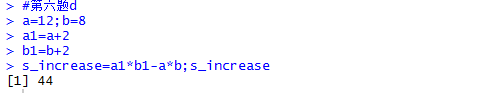 > #第六题d
> a=12;b=8
> a1=a+2
> b1=b+2
> s_increase=a1*b1-a*b;s_increase
[1] 44